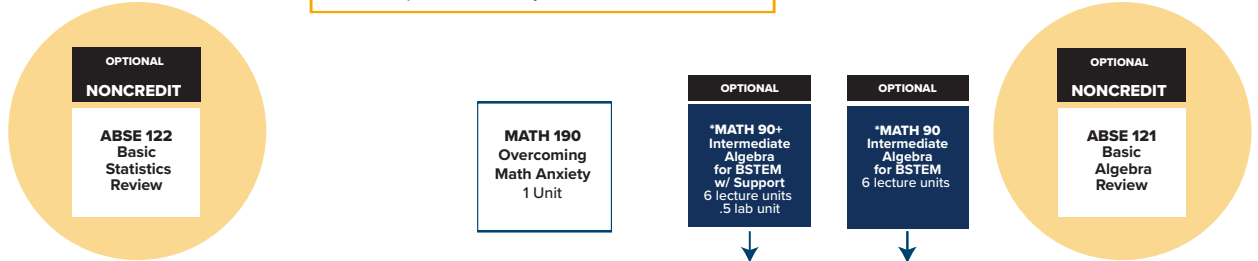 OPTIONAL
NONCREDIT
ABSE 122
Basic
Statistics
Review
MATH 190
Overcoming
Math Anxiety
1 Unit
OPTIONAL
*MATH 90+
Intermediate
Algebra
for BSTEM
w/ Support
6 lecture units
.5 lab unit
OPTIONAL
*MATH 90
Intermediate
Algebra
for BSTEM
6 lecture units
OPTIONAL
NONCREDIT
ABSE 121
Basic
Algebra
Review